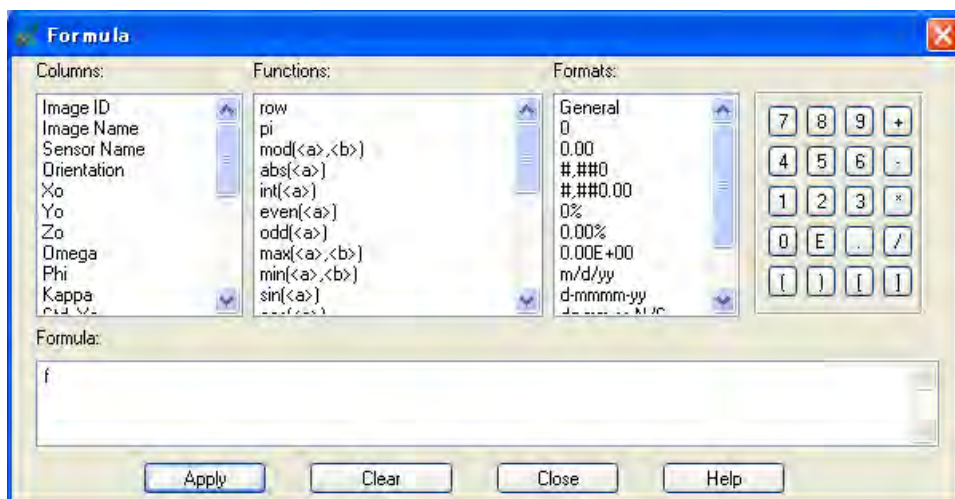 Formula
Columns:
Image ID
Image Name
Sensor Name
Orientation
Xo
Yo
Zo
Omega
Phi
Kappa
Functions:
row
pi
mod(<a>,<b>)
abs(<a>)
int(<a>)
even(<a>)
odd(<a>)
max(<a>,<b>)
min(<a>,<b>)
sin(<a>)
Formats:
General
0
0.00
#,##0
#,##0.00
0%
0.00%
0.00E+00
m/d/yy
d-mmmm-yy
7 8 9 +
4 5 6 -
1 2 3 *
0 E . /
( ) [ ]
Formula:
f
Apply Clear Close Help